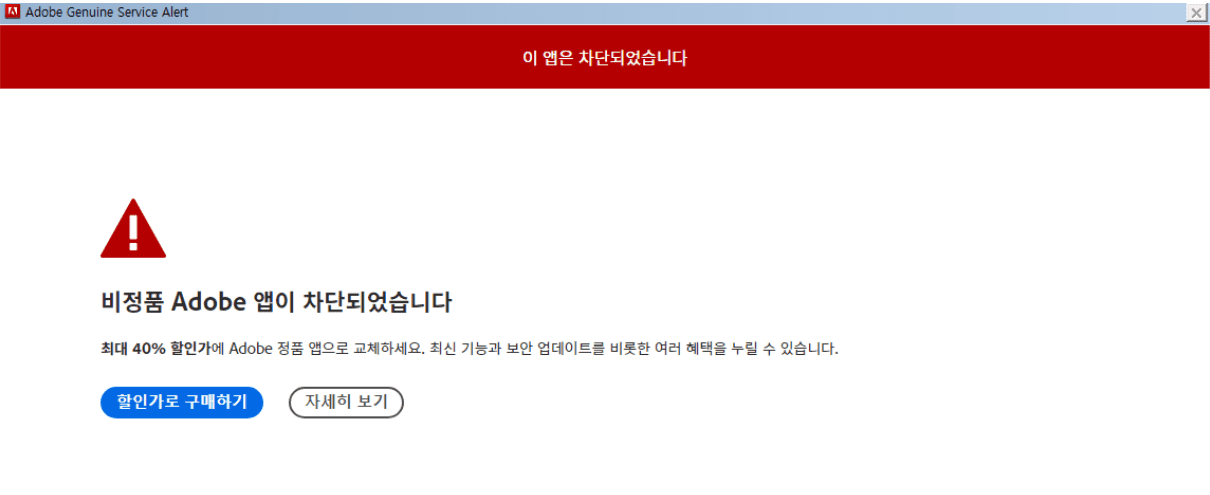 Adobe Genuine Service Alert
이 앱은 차단되었습니다
비정품 Adobe 앱이 차단되었습니다
최대 40% 할인가에 Adobe 정품 앱으로 교체하세요. 최신 기능과 보안 업데이트를 비롯한 여러 혜택을 누릴 수 있습니다.
할인가로 구매하기 자세히 보기